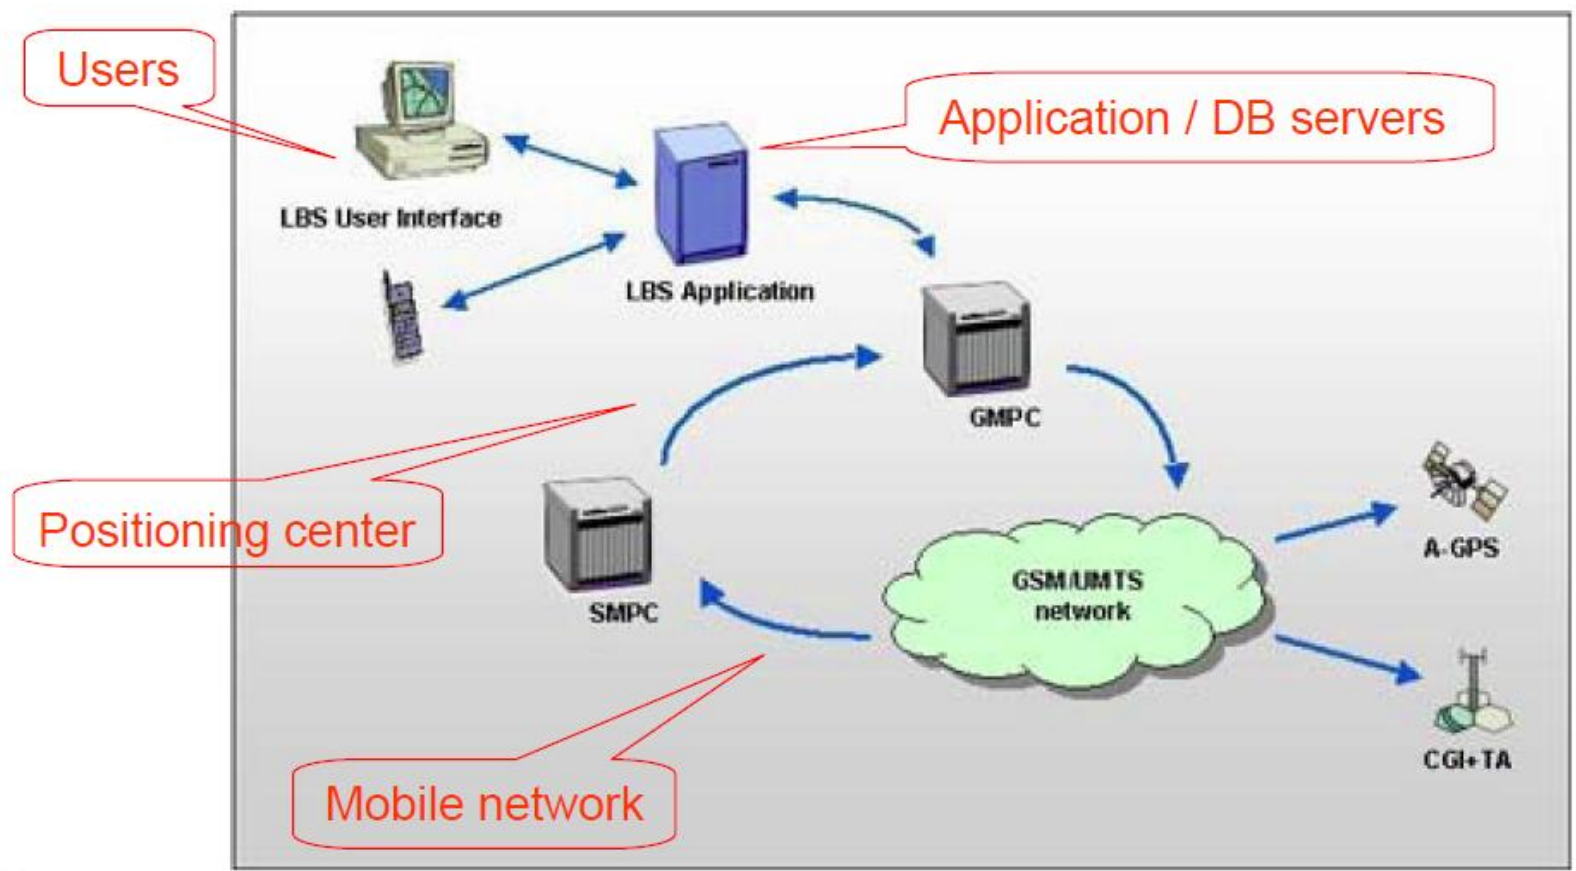 Users
Application / DB servers
LBS User Interface
LBS Application
GMPC
Positioning center
SMPC
GSM/UMTS
network
A-GPS
CGI+TA
Mobile network